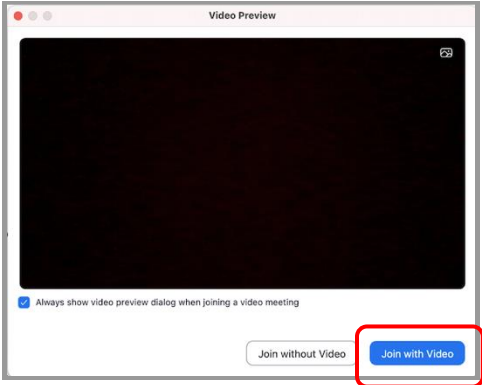 Video Preview
Always show video preview dialog when joining a video meeting
Join without Video
Join with Video